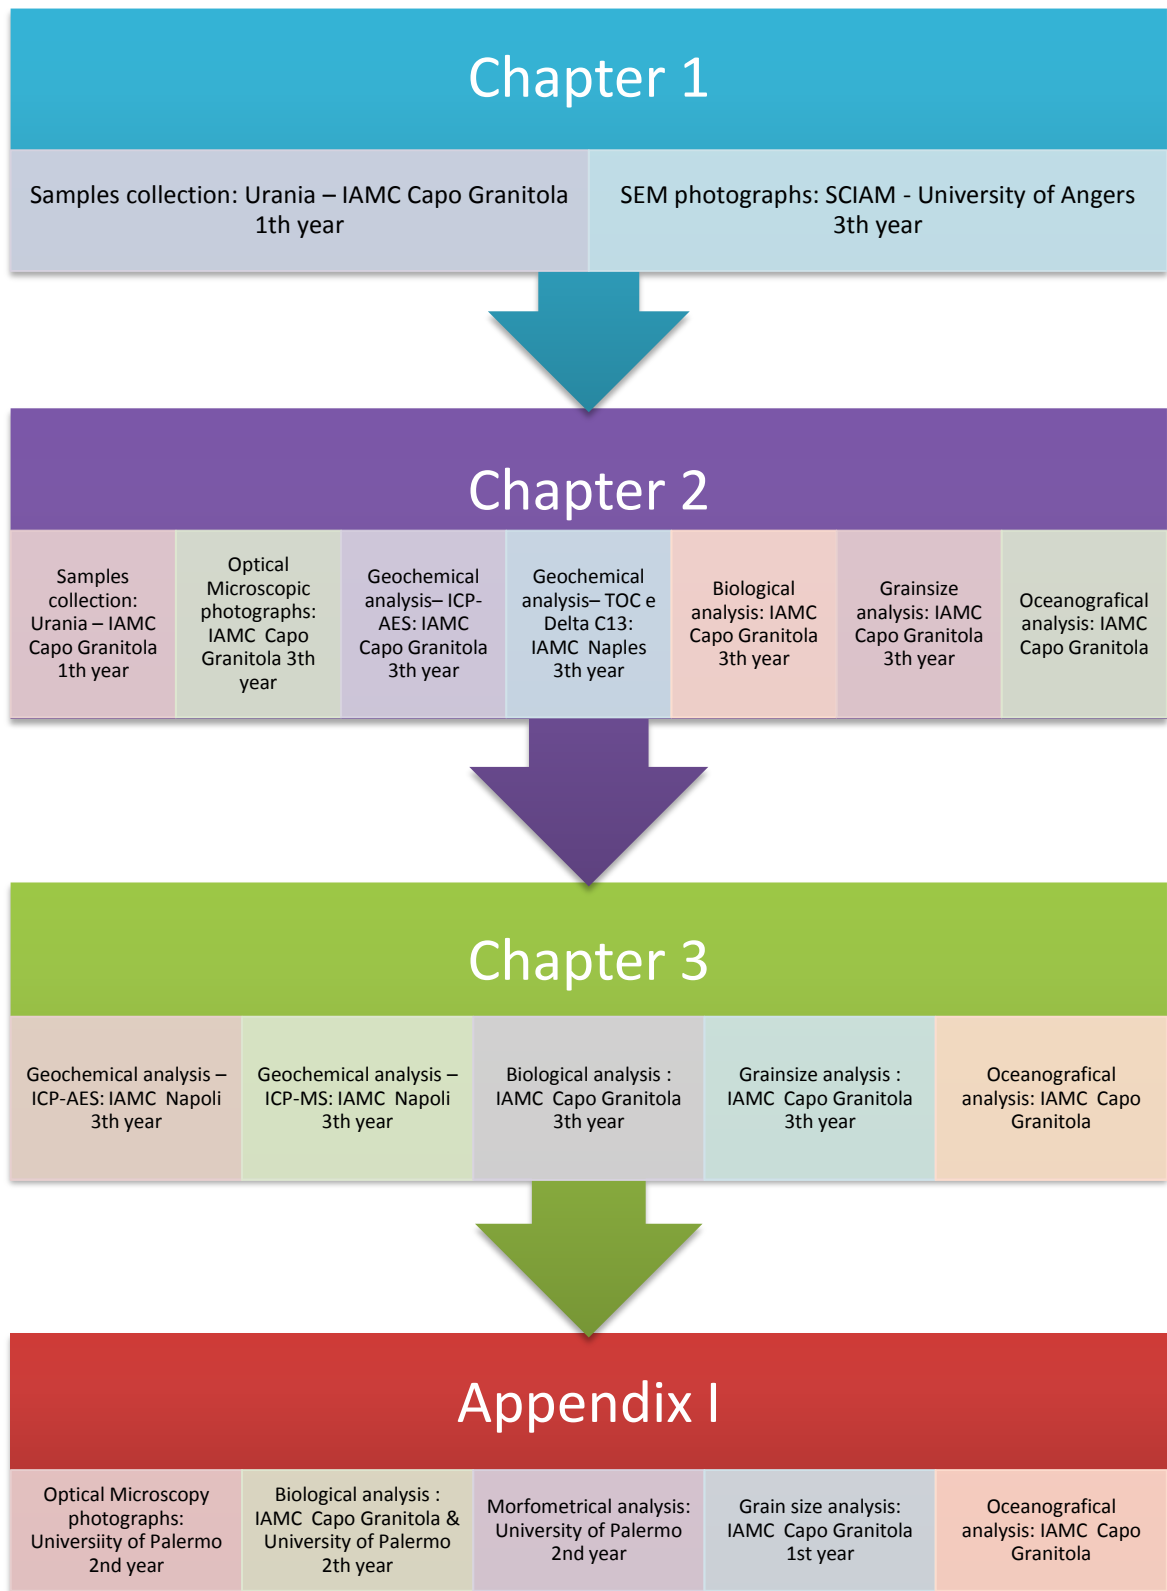 Chapter 1
Samples collection: Urania – IAMC Capo Granitola
1th year
SEM photographs: SCIAM - University of Angers
3th year
Chapter 2
Samples
collection:
Urania – IAMC
Capo Granitola
1th year
Optical
Microscopic
photographs:
IAMC Capo
Granitola 3th
year
Geochemical
analysis– ICP-
AES: IAMC
Capo Granitola
3th year
Geochemical
analysis– TOC e
Delta C13:
IAMC Naples
3th year
Biological
analysis: IAMC
Capo Granitola
3th year
Grainsize
analysis: IAMC
Capo Granitola
3th year
Oceanografical
analysis: IAMC
Capo Granitola
Chapter 3
Geochemical analysis –
ICP-AES: IAMC Napoli
3th year
Geochemical analysis –
ICP-MS: IAMC Napoli
3th year
Biological analysis :
IAMC Capo Granitola
3th year
Grainsize analysis :
IAMC Capo Granitola
3th year
Oceanografical
analysis: IAMC Capo
Granitola
Appendix I
Optical Microscopy
photographs:
Universiity of Palermo
2nd year
Biological analysis :
IAMC Capo Granitola &
University of Palermo
2th year
Morfometrical analysis:
University of Palermo
2nd year
Grain size analysis:
IAMC Capo Granitola
1st year
Oceanografical
analysis: IAMC Capo
Granitola